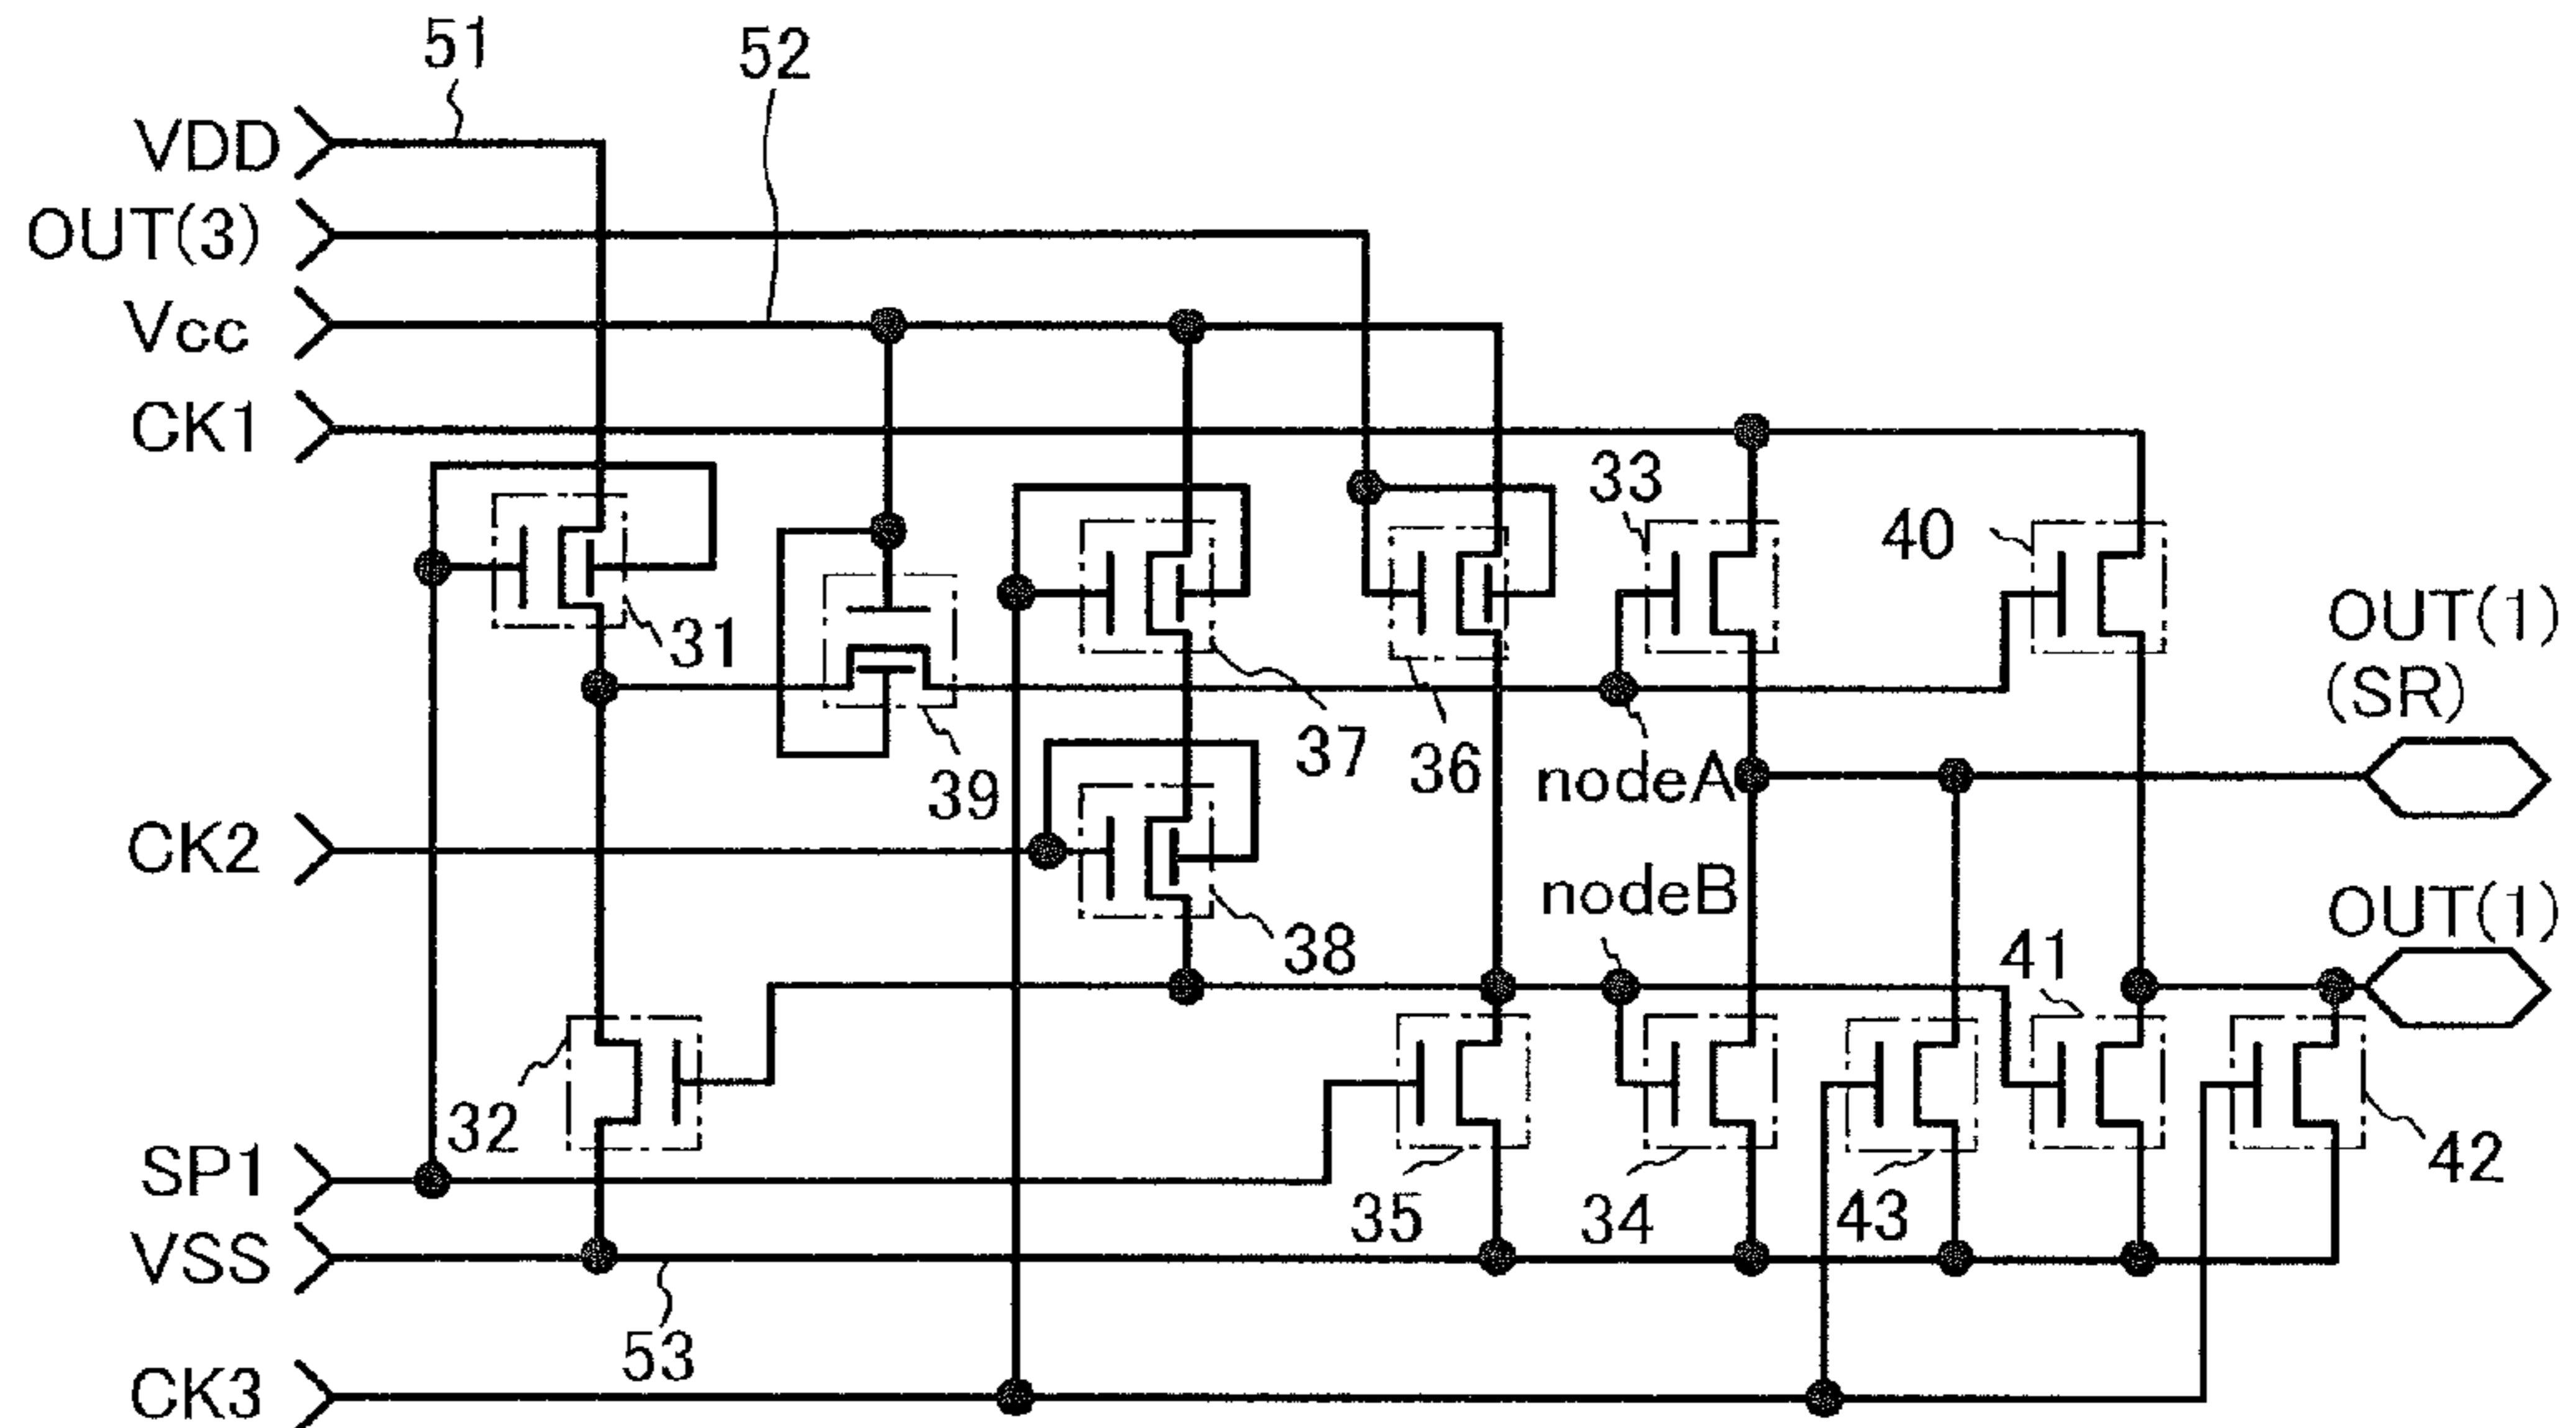 51
52
VDD
OUT(3)
Vcc
CK1
33
40
31
OUT(1)
(SR)
37
36
39
nodeA
CK2
nodeB
OUT(1)
38
41
32
SP1
42
35
34
43
VSS
53
CK3